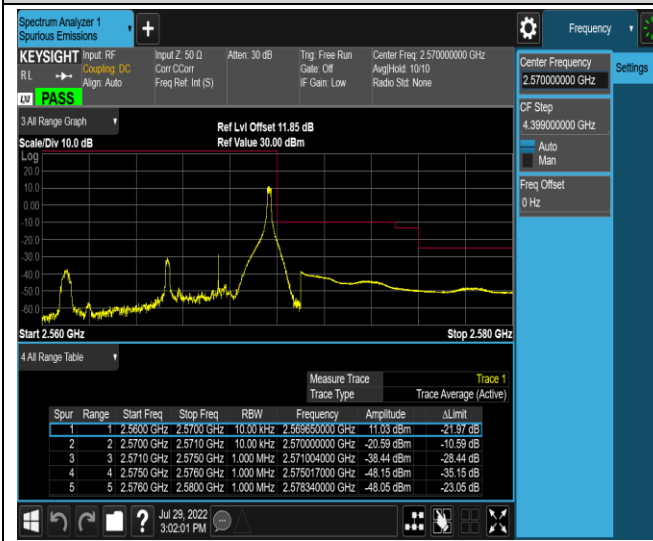 Spectrum Analyzer 1
Spurious Emissions
+
Frequency
KEYSIGHT
RL
LXI
PASS
Input: RF
Coupling: DC
Align: Auto
Input Z: 50 Ω
Corr CCorr
Freq Ref: Int (S)
Atten: 30 dB
Trig: Free Run
Gate: Off
IF Gain: Low
Center Freq: 2.570000000 GHz
Avg|Hold: 10/10
Radio Std: None
Center Frequency
2.570000000 GHz
Settings
CF Step
4.399000000 GHz
Auto
Man
Freq Offset
0 Hz
3 All Range Graph
Ref Lvl Offset 11.85 dB
Scale/Div 10.0 dB
Ref Value 30.00 dBm
Log
20.0
10.0
0.00
-10.0
-20.0
-30.0
-40.0
-50.0
-60.0
Start 2.560 GHz
Stop 2.580 GHz
4 All Range Table
Measure Trace Trace 1
Trace Type Trace Average (Active)
Spur Range Start Freq Stop Freq RBW Frequency Amplitude ΔLimit
1 1 2.5600 GHz 2.5700 GHz 10.00 kHz 2.569650000 GHz 11.03 dBm -21.97 dB
2 2 2.5700 GHz 2.5710 GHz 10.00 kHz 2.570000000 GHz -20.59 dBm -10.59 dB
3 3 2.5710 GHz 2.5750 GHz 1.000 MHz 2.571004000 GHz -38.44 dBm -28.44 dB
4 4 2.5750 GHz 2.5760 GHz 1.000 MHz 2.575017000 GHz -48.15 dBm -35.15 dB
5 5 2.5760 GHz 2.5800 GHz 1.000 MHz 2.578340000 GHz -48.05 dBm -23.05 dB
?
Jul 29, 2022
3:02:01 PM